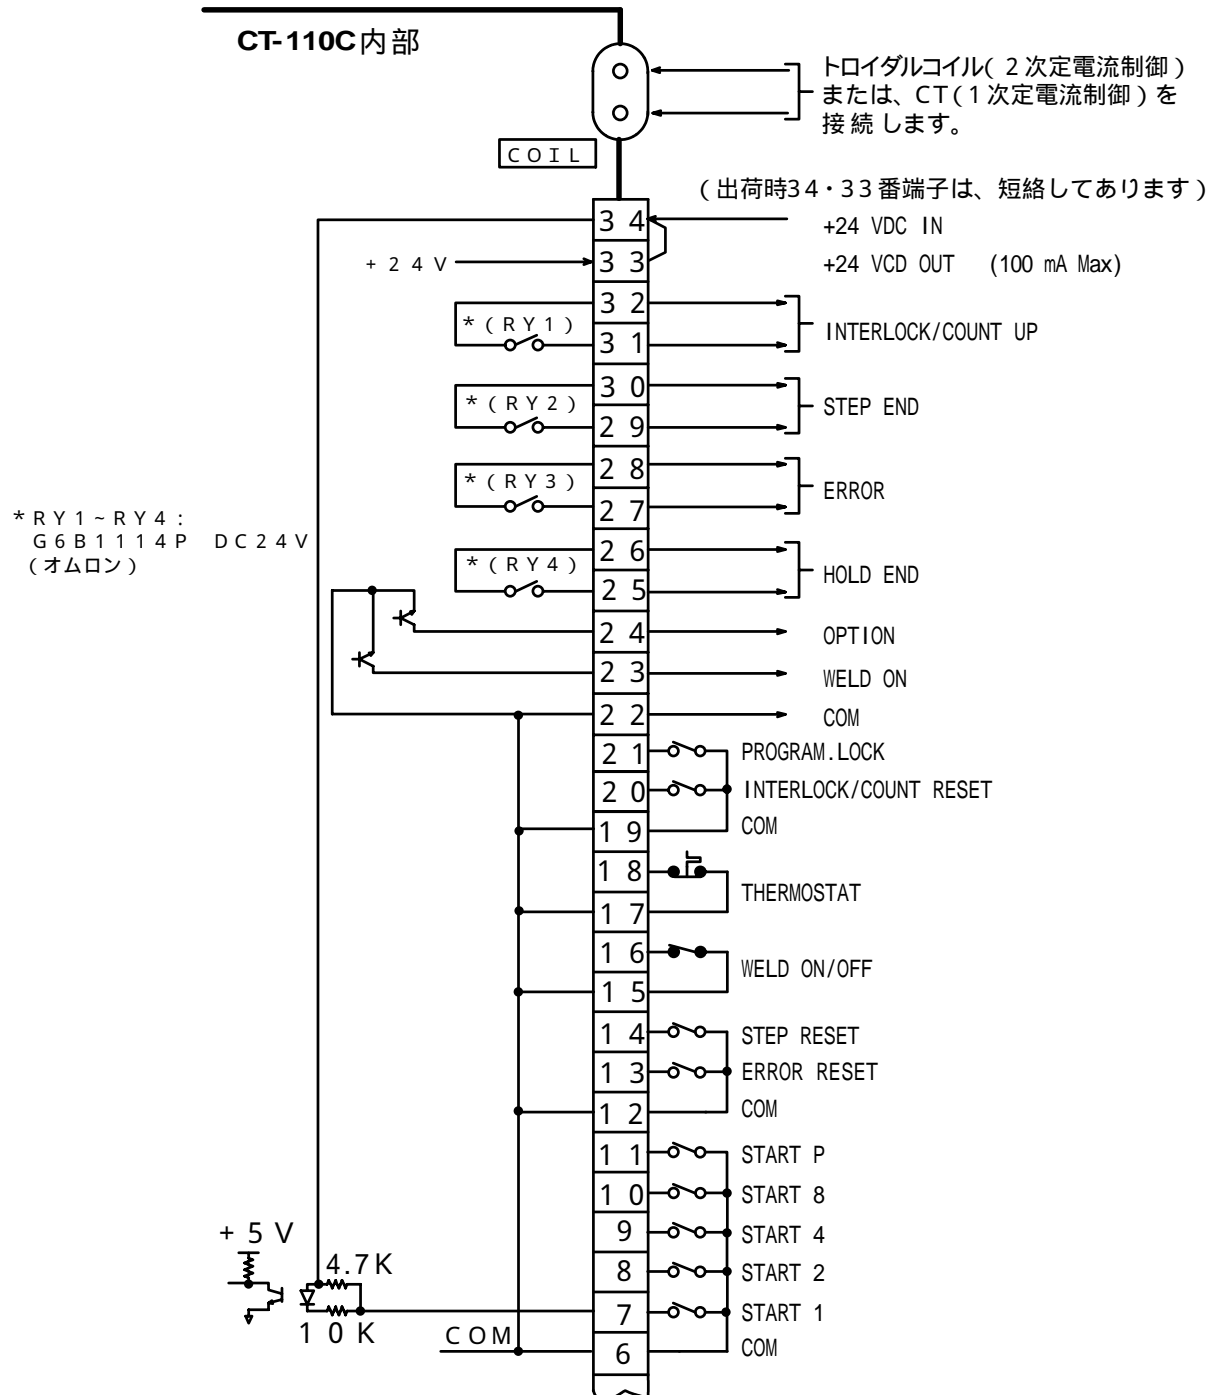 CT-110C内部
トロイダルコイル(2次定電流制御)
または、CT(1次定電流制御)を
接続します。
COIL
(出荷時34・33番端子は、短絡してあります)
34
+24 VDC IN
+24V
33
+24 VCD OUT (100 mA Max)
32
*(RY1)
31
INTERLOCK/COUNT UP
30
*(RY2)
29
STEP END
28
*(RY3)
27
ERROR
*RY1~RY4:
G6B1114P DC24V
(オムロン)
26
*(RY4)
25
HOLD END
24
OPTION
23
WELD ON
22
COM
21
PROGRAM.LOCK
20
INTERLOCK/COUNT RESET
19
COM
18
THERMOSTAT
17
16
WELD ON/OFF
15
14
STEP RESET
13
ERROR RESET
12
COM
11
START P
10
START 8
9
START 4
+5V
4.7K
8
START 2
10K
7
START 1
COM
6
COM